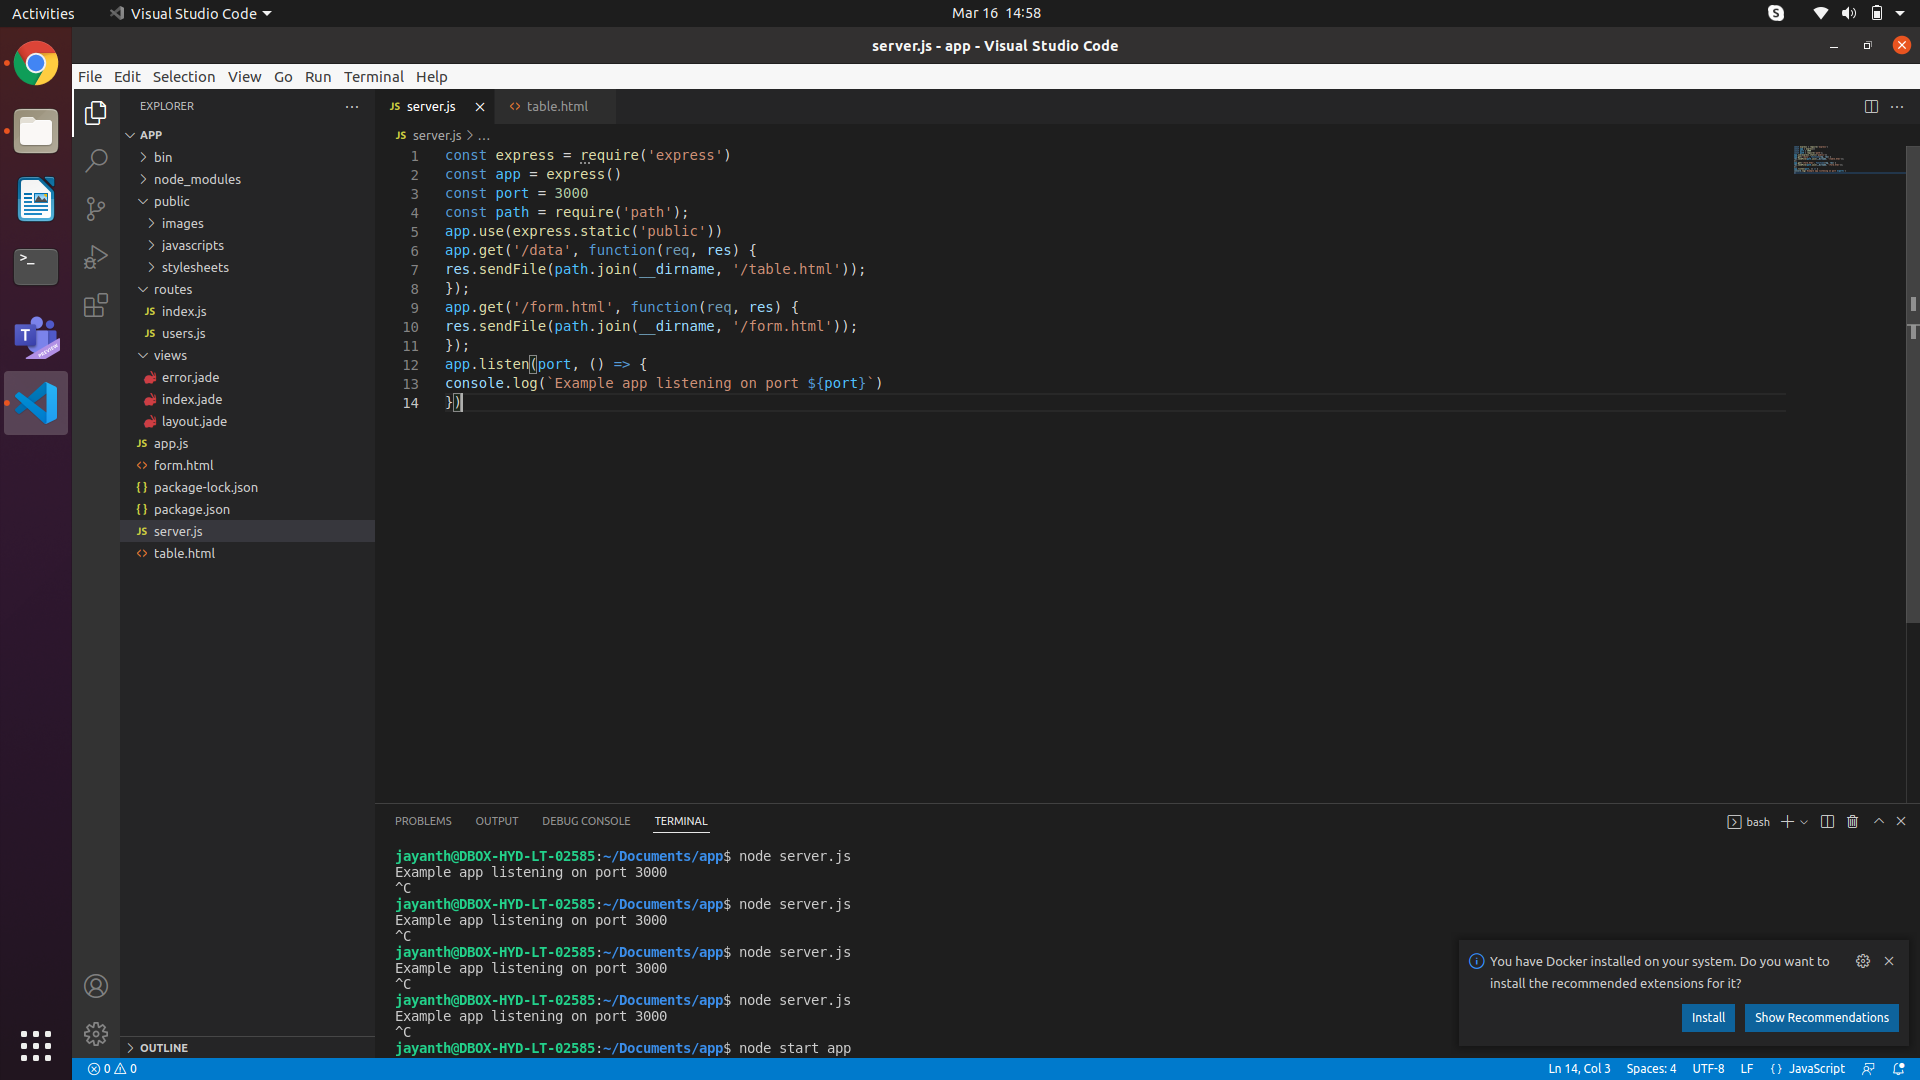 Activities Visual Studio Code Mar 16 14:58
server.js - app - Visual Studio Code
File Edit Selection View Go Run Terminal Help
EXPLORER
APP
bin
node_modules
public
images
javascripts
stylesheets
routes
JS index.js
JS users.js
views
error.jade
index.jade
layout.jade
JS app.js
<> form.html
{} package-lock.json
{} package.json
JS server.js
<> table.html
OUTLINE
JS server.js <> table.html
JS server.js > ...
1 const express = require('express')
2 const app = express()
3 const port = 3000
4 const path = require('path');
5 app.use(express.static('public'))
6 app.get('/data', function(req, res) {
7 res.sendFile(path.join(__dirname, '/table.html'));
8 });
9 app.get('/form.html', function(req, res) {
10 res.sendFile(path.join(__dirname, '/form.html'));
11 });
12 app.listen(port, () => {
13 console.log(`Example app listening on port ${port}`)
14 })
PROBLEMS OUTPUT DEBUG CONSOLE TERMINAL bash
jayanth@DBOX-HYD-LT-02585:~/Documents/app$ node server.js
Example app listening on port 3000
^C
jayanth@DBOX-HYD-LT-02585:~/Documents/app$ node server.js
Example app listening on port 3000
^C
jayanth@DBOX-HYD-LT-02585:~/Documents/app$ node server.js
Example app listening on port 3000
^C
jayanth@DBOX-HYD-LT-02585:~/Documents/app$ node server.js
Example app listening on port 3000
^C
jayanth@DBOX-HYD-LT-02585:~/Documents/app$ node start app
You have Docker installed on your system. Do you want to
install the recommended extensions for it?
Install Show Recommendations
0 0 Ln 14, Col 3 Spaces: 4 UTF-8 LF {} JavaScript